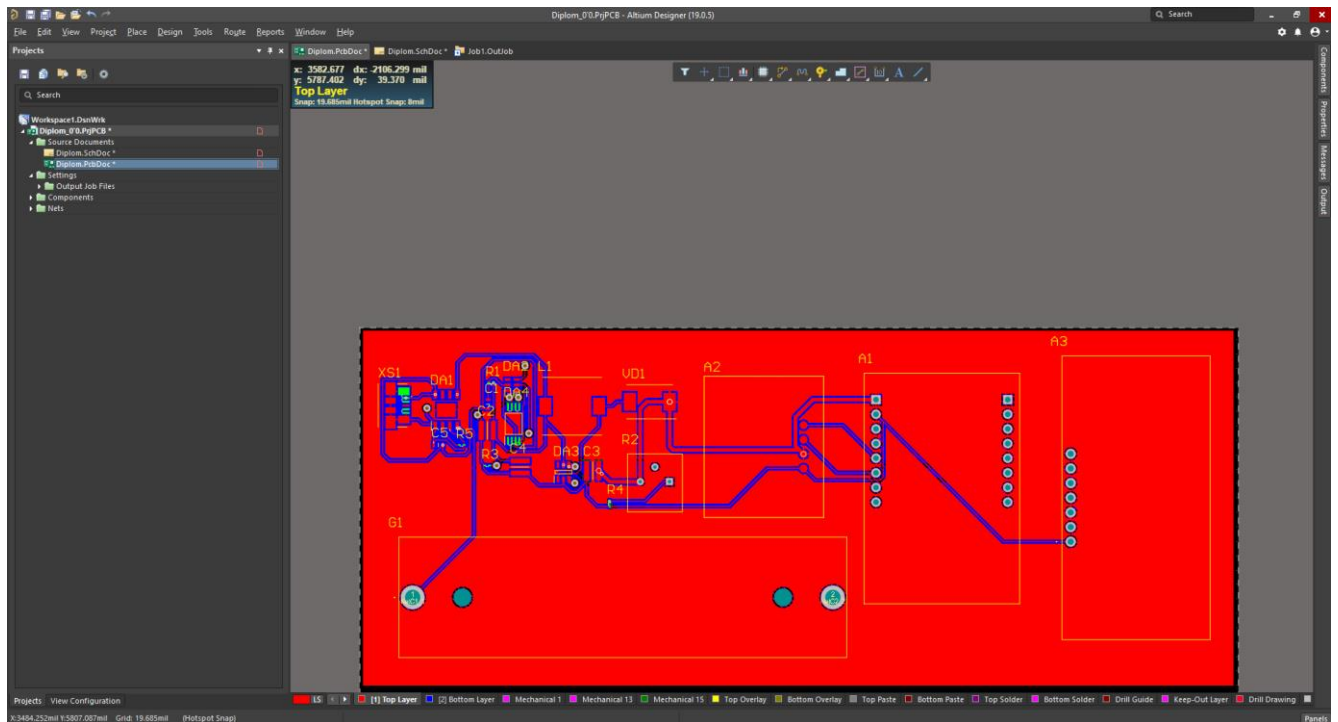 Diplom_0'0.PrjPCB - Altium Designer (19.0.5)
Search
File Edit View Project Place Design Tools Route Reports Window Help
Projects
Diplom.PcbDoc * Diplom.SchDoc * Job1.OutJob
x: 3582.677 dx: -2106.299 mil
y: 5787.402 dy: 39.370 mil
Top Layer
Snap: 19.685mil Hotspot Snap: 8mil
Search
Workspace1.DsnWrk
Diplom_0'0.PrjPCB *
Source Documents
Diplom.SchDoc *
Diplom.PcbDoc *
Settings
Output Job Files
Components
Nets
Components
Properties
Messages
Output
A3
A1
XS1 DA1 R1 L1 VD1 A2
C1 DA4
C2
C5 R5 R2
R3 C4 DA3 C3
R4
G1
1
2
Projects View Configuration
LS [1] Top Layer [2] Bottom Layer Mechanical 1 Mechanical 13 Mechanical 15 Top Overlay Bottom Overlay Top Paste Bottom Paste Top Solder Bottom Solder Drill Guide Keep-Out Layer Drill Drawing
X:3484.252mil Y:5807.087mil Grid: 19.685mil (Hotspot Snap)
Panels